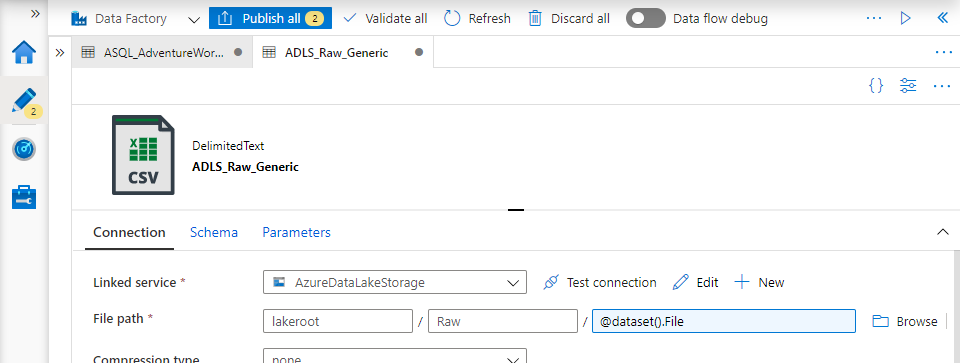 »
Data Factory
Publish all 2
Validate all
Refresh
Discard all
Data flow debug
...
«
»
ASQL_AdventureWor...
ADLS_Raw_Generic
...
2
{}
...
X
CSV
DelimitedText
ADLS_Raw_Generic
Connection
Schema
Parameters
Linked service *
AzureDataLakeStorage
Test connection
Edit
New
File path *
lakeroot / Raw / @dataset().File
Browse
Compression type
none